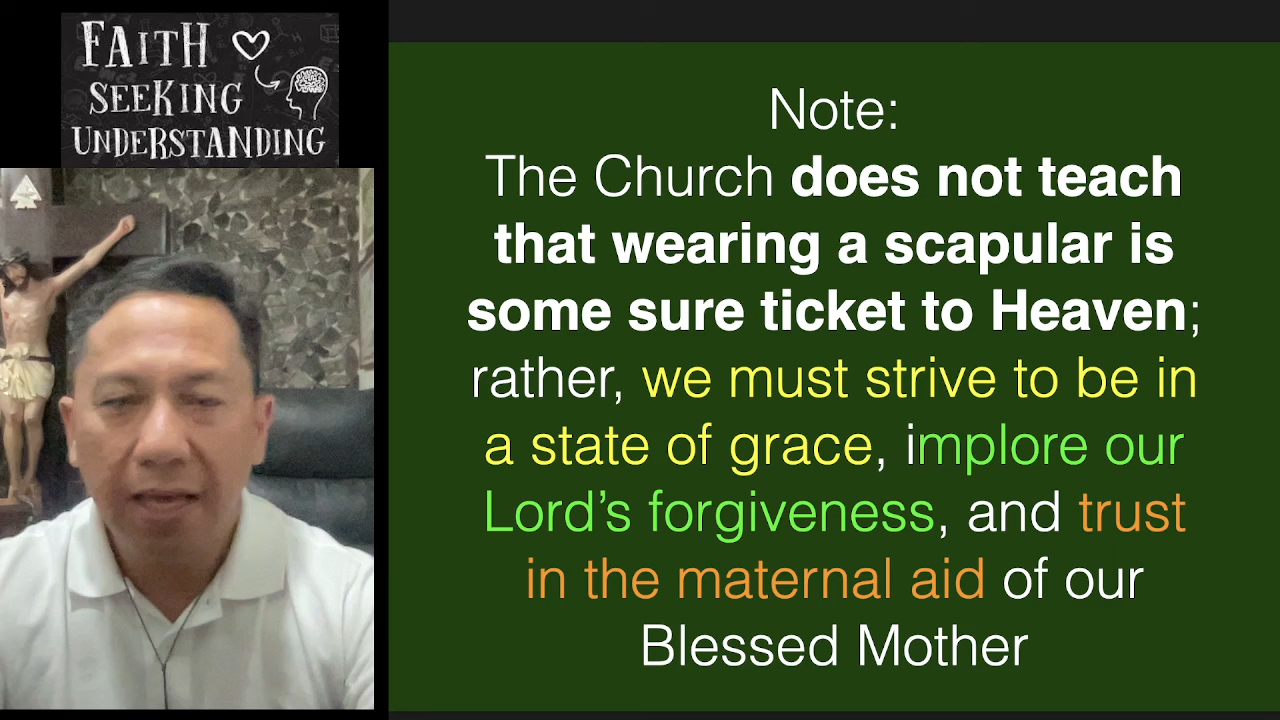 FAITH
SEEKING
UNDERSTANDING
Note:
The Church does not teach
that wearing a scapular is
some sure ticket to Heaven;
rather, we must strive to be in
a state of grace, implore our
Lord’s forgiveness, and trust
in the maternal aid of our
Blessed Mother